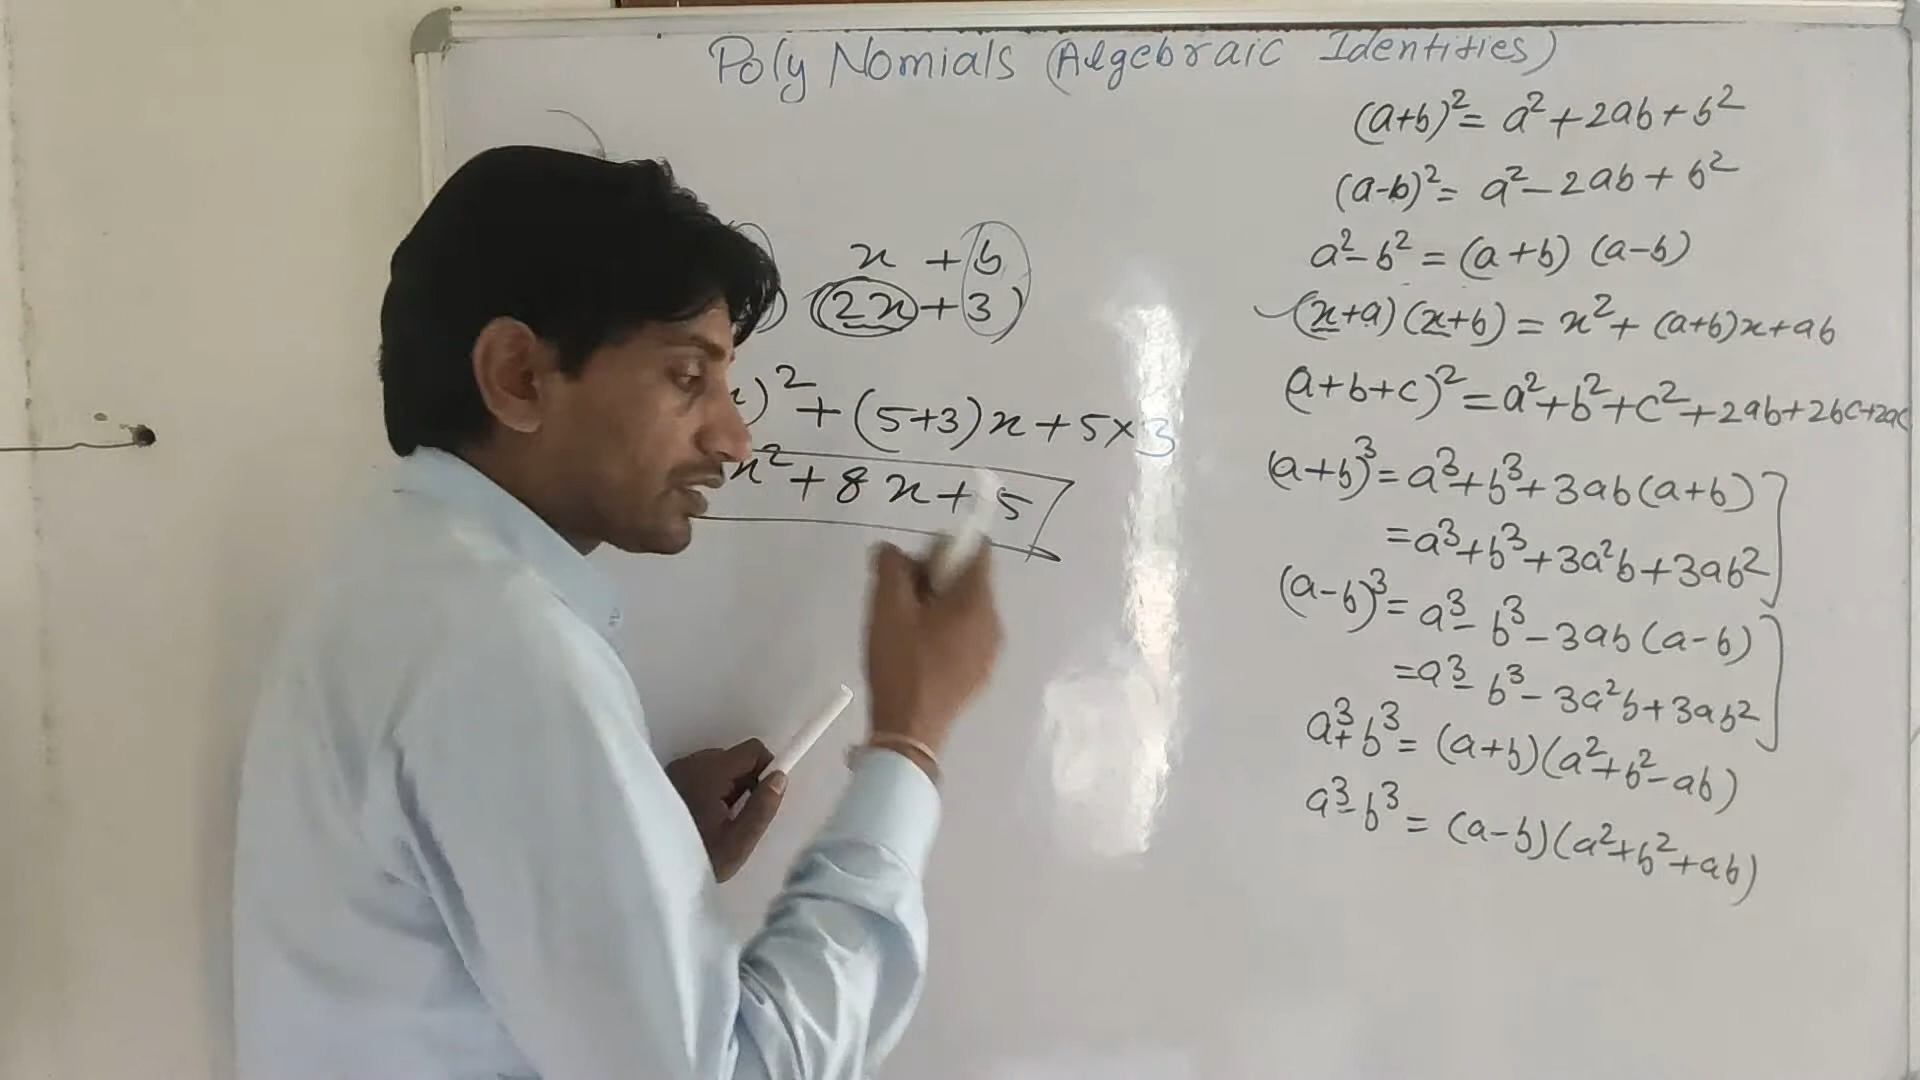 Poly Nomials (Algebraic Identities)
x + b
(2x + 3)
)² + (5+3)x + 5×3
x² + 8x + 5
(a+b)² = a² + 2ab + b²
(a-b)² = a² - 2ab + b²
a² - b² = (a+b) (a-b)
(x+a) (x+b) = x² + (a+b)x + ab
(a+b+c)² = a² + b² + c² + 2ab + 2bc + 2ac
(a+b)³ = a³ + b³ + 3ab(a+b)
= a³ + b³ + 3a²b + 3ab²
(a-b)³ = a³ - b³ - 3ab(a-b)
= a³ - b³ - 3a²b + 3ab²
a³ + b³ = (a+b)(a² + b² - ab)
a³ - b³ = (a-b)(a² + b² + ab)